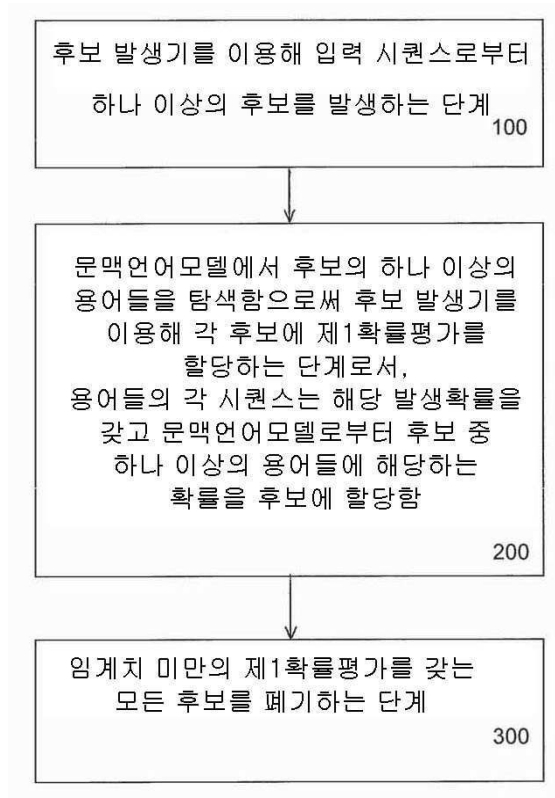 후보 발생기를 이용해 입력 시퀀스로부터
하나 이상의 후보를 발생하는 단계
100
문맥언어모델에서 후보의 하나 이상의
용어들을 탐색함으로써 후보 발생기를
이용해 각 후보에 제1확률평가를
할당하는 단계로서,
용어들의 각 시퀀스는 해당 발생확률을
갖고 문맥언어모델로부터 후보 중
하나 이상의 용어들에 해당하는
확률을 후보에 할당함
200
임계치 미만의 제1확률평가를 갖는
모든 후보를 폐기하는 단계
300